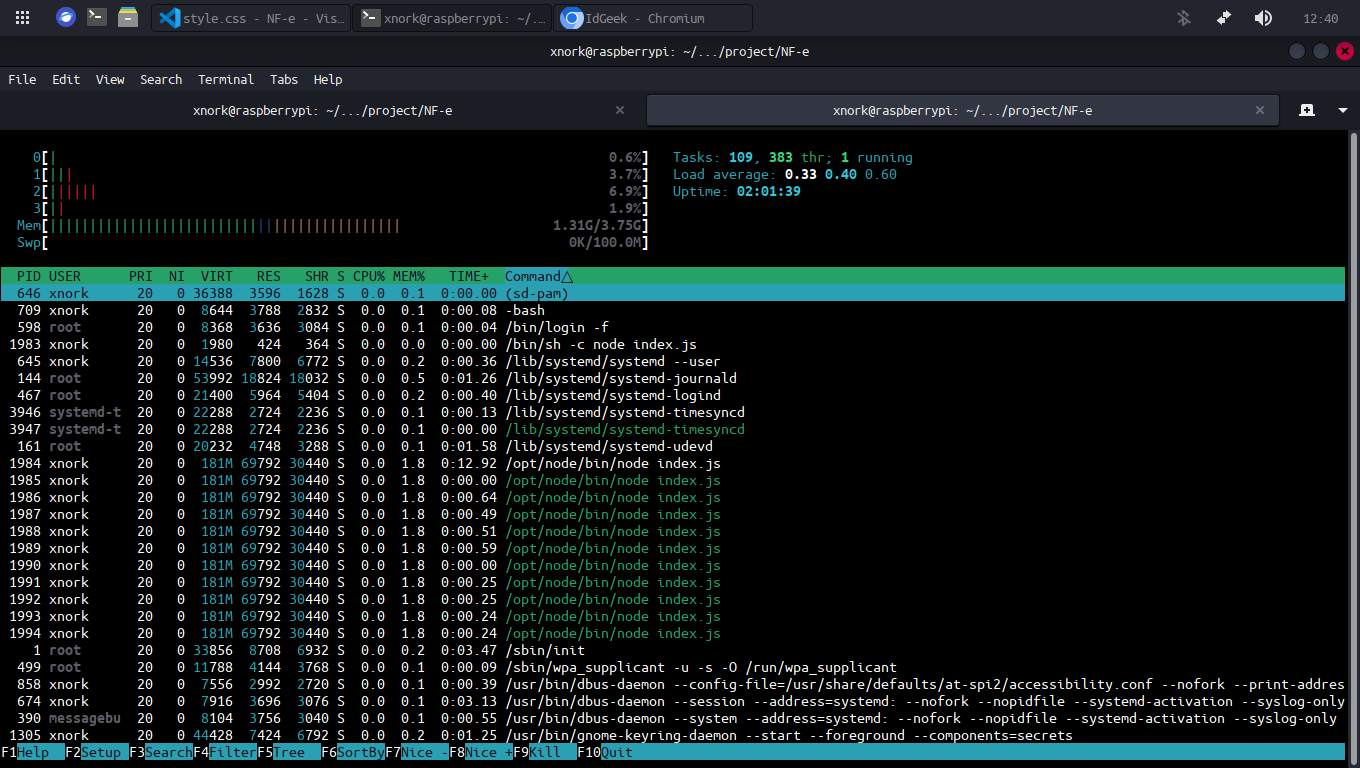 style.css - NF-e - Vis...
xnork@raspberrypi: ~/....
IdGeek - Chromium
12:40
xnork@raspberrypi: ~/.../project/NF-e
File Edit View Search Terminal Tabs Help
xnork@raspberrypi: ~/.../project/NF-e
xnork@raspberrypi: ~/.../project/NF-e
0[| 0.6%] Tasks: 109, 383 thr; 1 running
1[||| 3.7%] Load average: 0.33 0.40 0.60
2[|||||| 6.9%] Uptime: 02:01:39
3[|| 1.9%]
Mem[|||||||||||||||||||||||||||||||||||||||||||| 1.31G/3.75G]
Swp[ 0K/100.0M]
PID USER PRI NI VIRT RES SHR S CPU% MEM% TIME+ Command△
646 xnork 20 0 36388 3596 1628 S 0.0 0.1 0:00.00 (sd-pam)
709 xnork 20 0 8644 3788 2832 S 0.0 0.1 0:00.08 -bash
598 root 20 0 8368 3636 3084 S 0.0 0.1 0:00.04 /bin/login -f
1983 xnork 20 0 1980 424 364 S 0.0 0.0 0:00.00 /bin/sh -c node index.js
645 xnork 20 0 14536 7800 6772 S 0.0 0.2 0:00.36 /lib/systemd/systemd --user
144 root 20 0 53992 18824 18032 S 0.0 0.5 0:01.26 /lib/systemd/systemd-journald
467 root 20 0 21400 5964 5404 S 0.0 0.2 0:00.40 /lib/systemd/systemd-logind
3946 systemd-t 20 0 22288 2724 2236 S 0.0 0.1 0:00.13 /lib/systemd/systemd-timesyncd
3947 systemd-t 20 0 22288 2724 2236 S 0.0 0.1 0:00.00 /lib/systemd/systemd-timesyncd
161 root 20 0 20232 4748 3288 S 0.0 0.1 0:01.58 /lib/systemd/systemd-udevd
1984 xnork 20 0 181M 69792 30440 S 0.0 1.8 0:12.92 /opt/node/bin/node index.js
1985 xnork 20 0 181M 69792 30440 S 0.0 1.8 0:00.00 /opt/node/bin/node index.js
1986 xnork 20 0 181M 69792 30440 S 0.0 1.8 0:00.64 /opt/node/bin/node index.js
1987 xnork 20 0 181M 69792 30440 S 0.0 1.8 0:00.49 /opt/node/bin/node index.js
1988 xnork 20 0 181M 69792 30440 S 0.0 1.8 0:00.51 /opt/node/bin/node index.js
1989 xnork 20 0 181M 69792 30440 S 0.0 1.8 0:00.59 /opt/node/bin/node index.js
1990 xnork 20 0 181M 69792 30440 S 0.0 1.8 0:00.00 /opt/node/bin/node index.js
1991 xnork 20 0 181M 69792 30440 S 0.0 1.8 0:00.25 /opt/node/bin/node index.js
1992 xnork 20 0 181M 69792 30440 S 0.0 1.8 0:00.25 /opt/node/bin/node index.js
1993 xnork 20 0 181M 69792 30440 S 0.0 1.8 0:00.24 /opt/node/bin/node index.js
1994 xnork 20 0 181M 69792 30440 S 0.0 1.8 0:00.24 /opt/node/bin/node index.js
1 root 20 0 33856 8708 6932 S 0.0 0.2 0:03.47 /sbin/init
499 root 20 0 11788 4144 3768 S 0.0 0.1 0:00.09 /sbin/wpa_supplicant -u -s -O /run/wpa_supplicant
858 xnork 20 0 7556 2992 2720 S 0.0 0.1 0:00.39 /usr/bin/dbus-daemon --config-file=/usr/share/defaults/at-spi2/accessibility.conf --nofork --print-addres
674 xnork 20 0 7916 3696 3076 S 0.0 0.1 0:03.13 /usr/bin/dbus-daemon --session --address=systemd: --nofork --nopidfile --systemd-activation --syslog-only
390 messagebu 20 0 8104 3756 3040 S 0.0 0.1 0:00.55 /usr/bin/dbus-daemon --system --address=systemd: --nofork --nopidfile --systemd-activation --syslog-only
1305 xnork 20 0 44428 7424 6792 S 0.0 0.2 0:01.25 /usr/bin/gnome-keyring-daemon --start --foreground --components=secrets
F1Help F2Setup F3SearchF4FilterF5Tree F6SortByF7Nice -F8Nice +F9Kill F10Quit